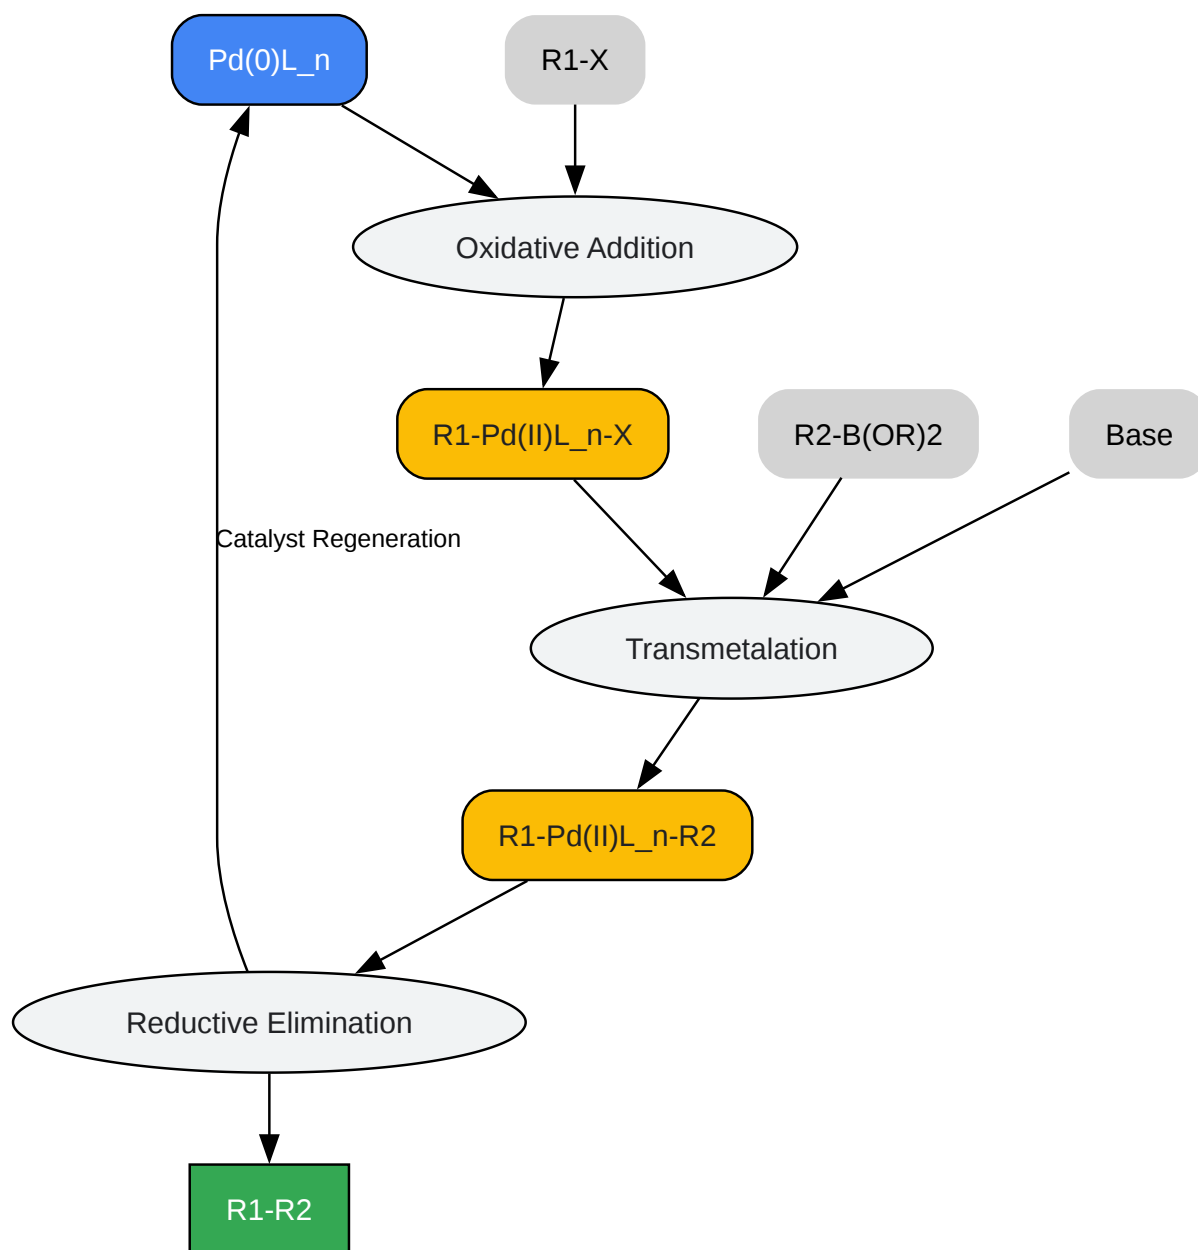 Pd(0)L_n
R1-X
Oxidative Addition
R1-Pd(II)L_n-X
R2-B(OR)2
Base
Catalyst Regeneration
Transmetalation
R1-Pd(II)L_n-R2
Reductive Elimination
R1-R2